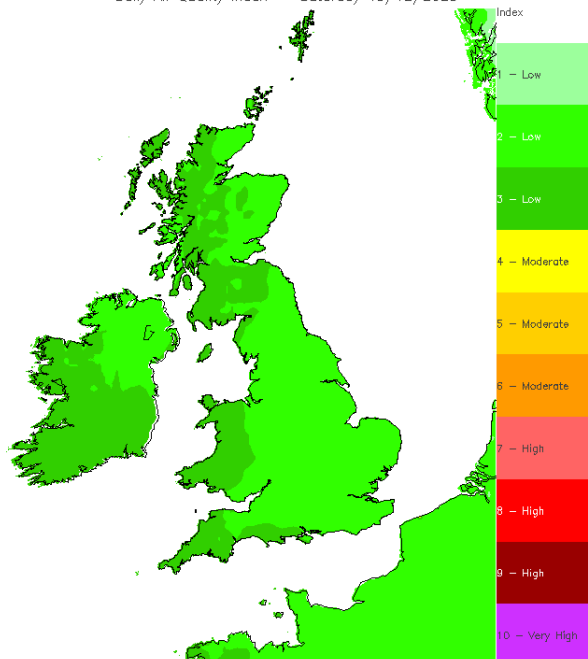 Index
1 - Low
2 - Low
3 - Low
4 - Moderate
5 - Moderate
6 - Moderate
7 - High
8 - High
9 - High
10 - Very High